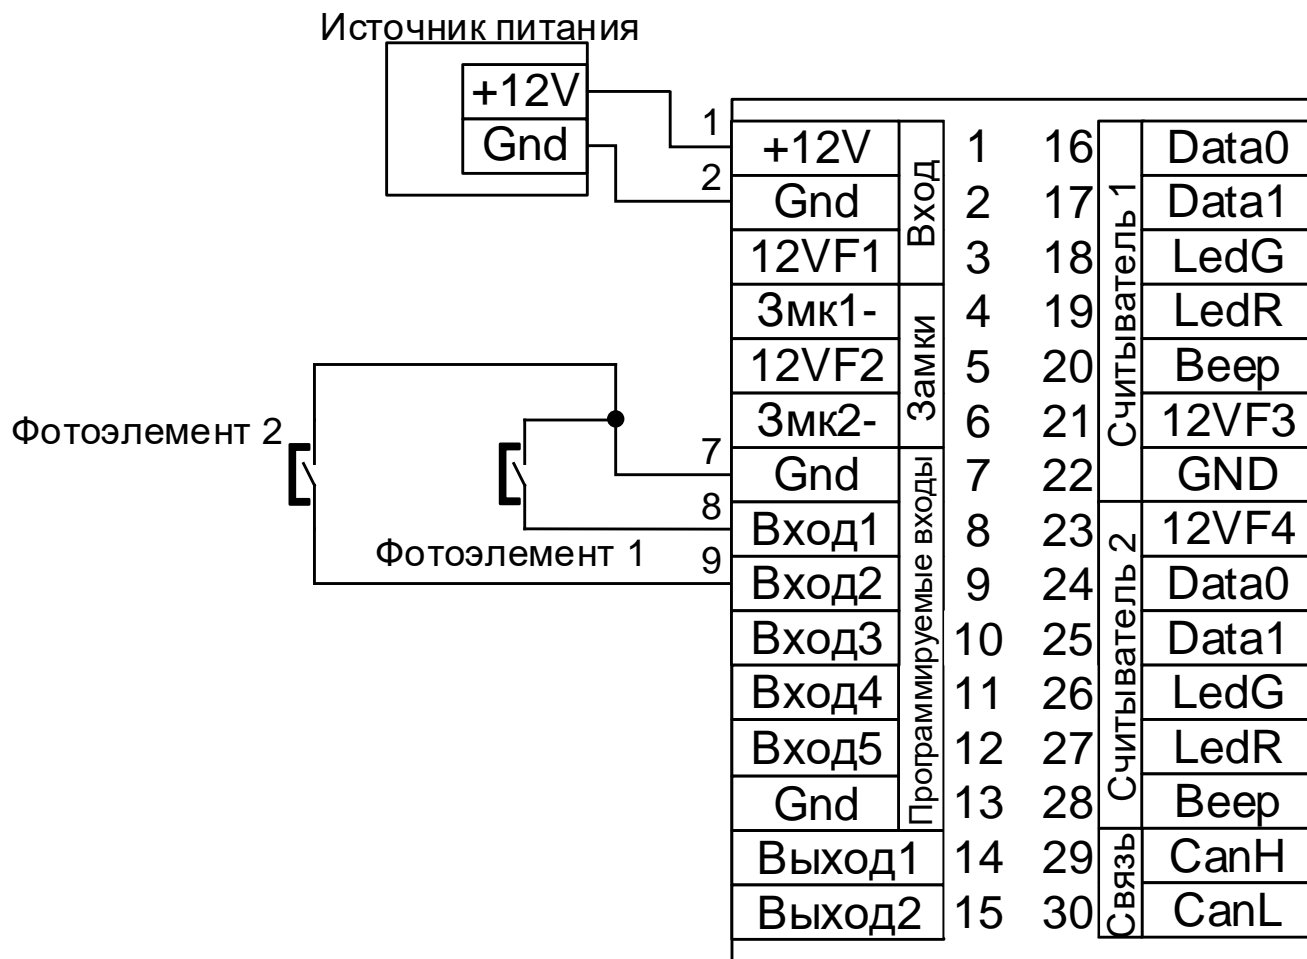 Источник питания
+12V
Gnd
1
2
+12V 1 16 Data0
Gnd 2 17 Data1
12VF1 3 18 LedG
Вход
Змк1- 4 19 LedR
12VF2 5 20 Beep
Змк2- 6 21 12VF3
Замки
Считыватель 1
Фотоэлемент 2
7
Gnd 7 22 GND
8
Вход1 8 23 12VF4
Фотоэлемент 1
9
Вход2 9 24 Data0
Вход3 10 25 Data1
Вход4 11 26 LedG
Вход5 12 27 LedR
Gnd 13 28 Beep
Программируемые входы
Считыватель 2
Выход1 14 29 CanH
Выход2 15 30 CanL
Связь